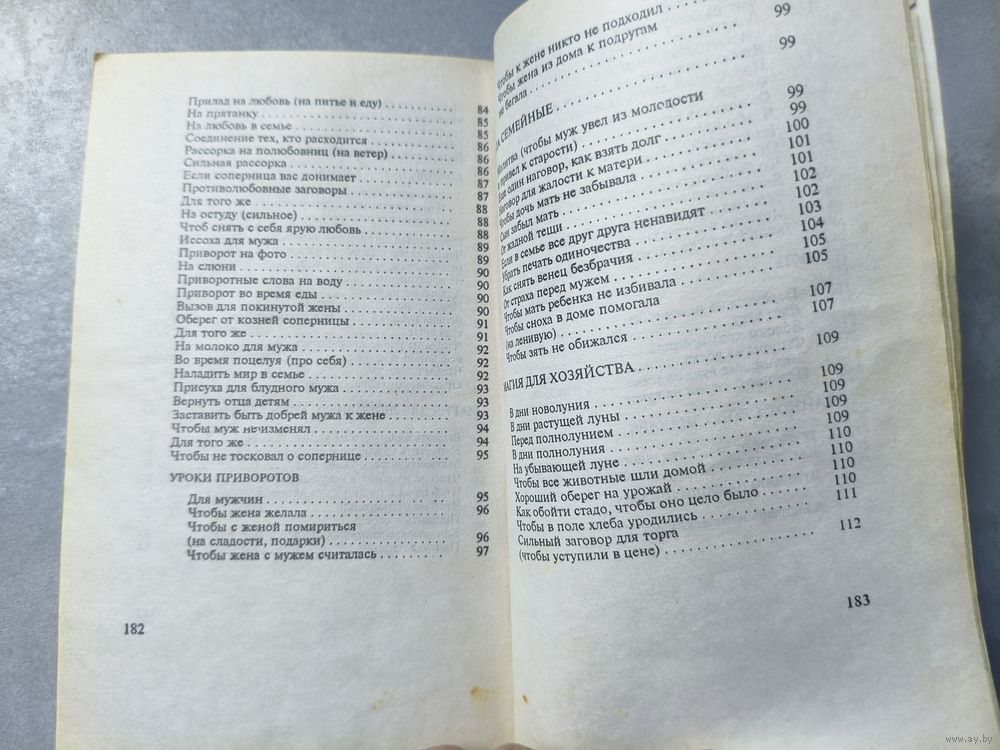 Прилад на любовь (на питье и еду) . . . . . . . . . . . 84
На прятанку . . . . . . . . . . . 85
На любовь в семье . . . . . . . . . . . 85
Соединение тех, кто расходится . . . . . . . . . . . 86
Рассорка на полюбовниц (на ветер) . . . . . . . . . . . 86
Сильная рассорка . . . . . . . . . . . 86
Если соперница вас донимает . . . . . . . . . . . 87
Противолюбовные заговоры . . . . . . . . . . . 87
Для того же . . . . . . . . . . . 88
На остуду (сильное) . . . . . . . . . . . 88
Чтоб снять с себя ярую любовь . . . . . . . . . . . 88
Иссоха для мужа . . . . . . . . . . . 89
Приворот на фото . . . . . . . . . . . 89
На слюни . . . . . . . . . . . 90
Приворотные слова на воду . . . . . . . . . . . 90
Приворот во время еды . . . . . . . . . . . 90
Вызов для покинутой жены . . . . . . . . . . . 90
Оберег от козней соперницы . . . . . . . . . . . 91
Для того же . . . . . . . . . . . 91
На молоко для мужа . . . . . . . . . . . 92
Во время поцелуя (про себя) . . . . . . . . . . . 92
Наладить мир в семье . . . . . . . . . . . 92
Присуха для блудного мужа . . . . . . . . . . . 93
Вернуть отца детям . . . . . . . . . . . 93
Заставить быть добрей мужа к жене . . . . . . . . . . . 93
Чтобы муж не изменял . . . . . . . . . . . 94
Для того же . . . . . . . . . . . 94
Чтобы не тосковал о сопернице . . . . . . . . . . . 95
УРОКИ ПРИВОРОТОВ
Для мужчин . . . . . . . . . . . 95
Чтобы жена желала . . . . . . . . . . . 96
Чтобы с женой помириться
(на сладости, подарки) . . . . . . . . . . . 96
Чтобы жена с мужем считалась . . . . . . . . . . . 97
182
Чтобы к жене никто не подходил . . . . . . . . . . . 99
Чтобы жена из дома к подругам
не бегала . . . . . . . . . . . 99
СЕМЕЙНЫЕ
Молитва (чтобы муж увел из молодости
и привел к старости) . . . . . . . . . . . 99
Еще один наговор, как взять долг . . . . . . . . . . . 99
Наговор для жалости к матери . . . . . . . . . . . 100
Чтобы дочь мать не забывала . . . . . . . . . . . 101
Сын забыл мать . . . . . . . . . . . 101
От жадной тещи . . . . . . . . . . . 102
Если в семье все друг друга ненавидят . . . . . . . . . . . 102
Убрать печать одиночества . . . . . . . . . . . 103
Как снять венец безбрачия . . . . . . . . . . . 104
От страха перед мужем . . . . . . . . . . . 105
Чтобы мать ребенка не избивала . . . . . . . . . . . 105
Чтобы сноха в доме помогала
(на ленивую) . . . . . . . . . . . 107
Чтобы зять не обижался . . . . . . . . . . . 107
МАГИЯ ДЛЯ ХОЗЯЙСТВА . . . . . . . . . . . 109
В дни новолуния . . . . . . . . . . . 109
В дни растущей луны . . . . . . . . . . . 109
Перед полнолунием . . . . . . . . . . . 109
В дни полнолуния . . . . . . . . . . . 109
На убывающей луне . . . . . . . . . . . 110
Чтобы все животные шли домой . . . . . . . . . . . 110
Хороший оберег на урожай . . . . . . . . . . . 110
Как обойти стадо, чтобы оно цело было . . . . . . . . . . . 110
Чтобы в поле хлеба уродились . . . . . . . . . . . 111
Сильный заговор для торга
(чтобы уступили в цене) . . . . . . . . . . . 112
183
www.ay.by